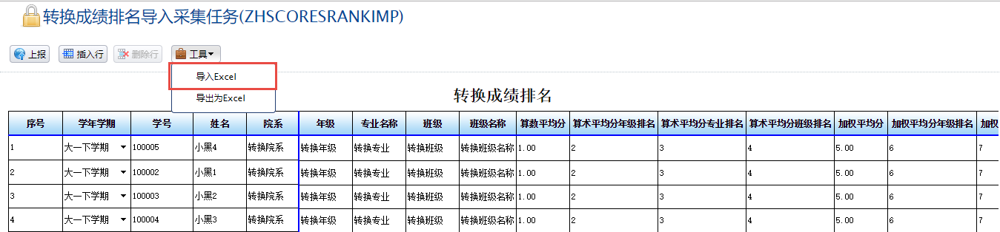 转换成绩排名导入采集任务(ZHSCORESRANKIMP)
上报 插入行 删除行 工具
导入Excel
导出为Excel
转换成绩排名
序号 学年学期 学号 姓名 院系 年级 专业名称 班级 班级名称 算数平均分 算术平均分年级排名 算术平均分专业排名 算术平均分班级排名 加权平均分 加权平均分年级排名 加权
1 大一下学期 100005 小黑4 转换院系 转换年级 转换专业 转换班级 转换班级名称 1.00 2 3 4 5.00 6 7
2 大一下学期 100002 小黑1 转换院系 转换年级 转换专业 转换班级 转换班级名称 1.00 2 3 4 5.00 6 7
3 大一下学期 100003 小黑2 转换院系 转换年级 转换专业 转换班级 转换班级名称 1.00 2 3 4 5.00 6 7
4 大一下学期 100004 小黑3 转换院系 转换年级 转换专业 转换班级 转换班级名称 1.00 2 3 4 5.00 6 7